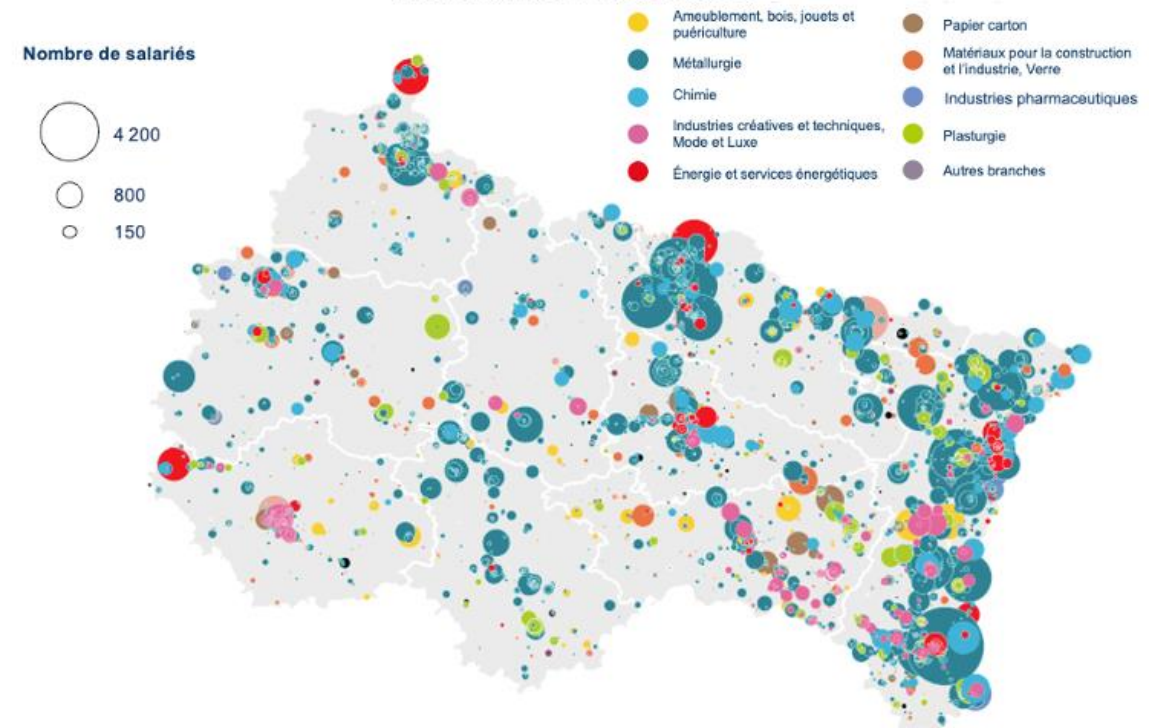 Nombre de salariés
4 200
800
150
Ameublement, bois, jouets et
puériculture
Métallurgie
Chimie
Industries créatives et techniques,
Mode et Luxe
Énergie et services énergétiques
Papier carton
Matériaux pour la construction
et l'industrie, Verre
Industries pharmaceutiques
Plasturgie
Autres branches